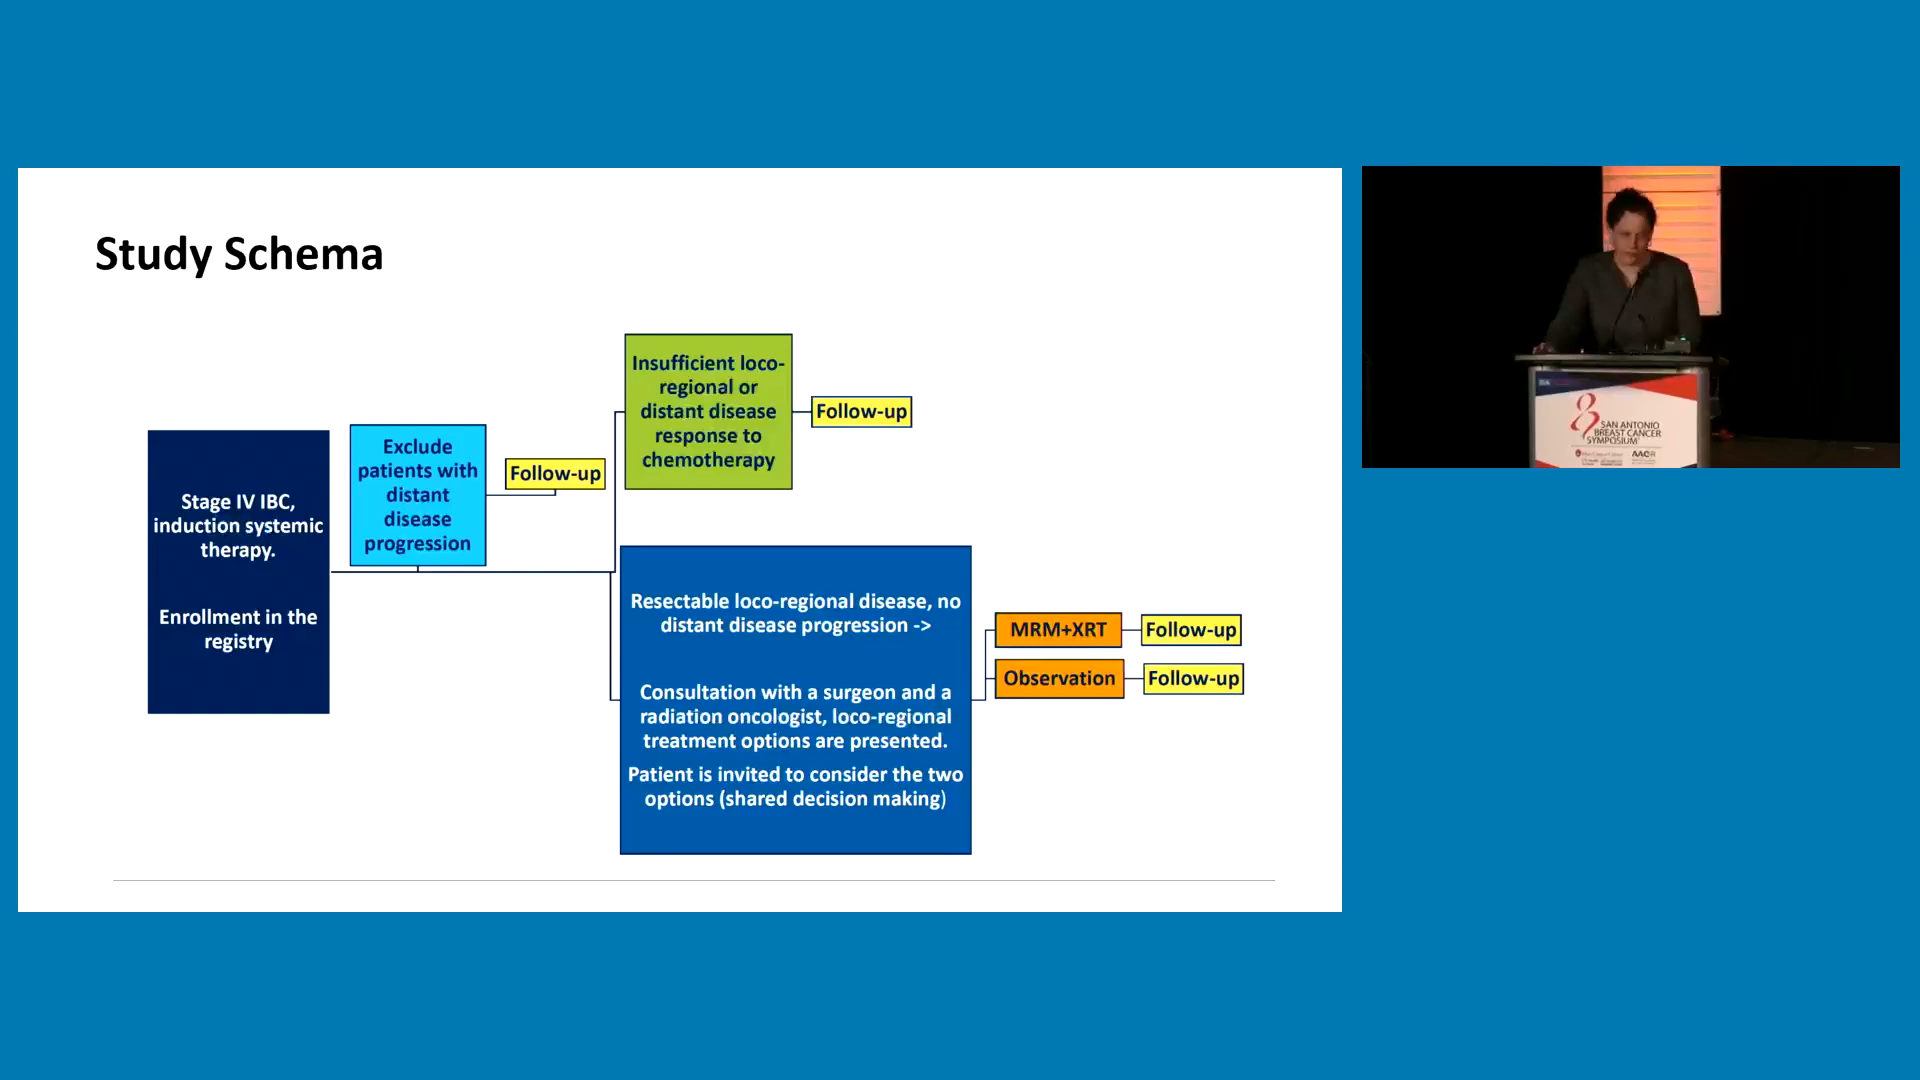 Study Schema
Stage IV IBC,
induction systemic
therapy.
Enrollment in the
registry
Exclude
patients with
distant
disease
progression
Follow-up
Insufficient loco-
regional or
distant disease
response to
chemotherapy
Follow-up
Resectable loco-regional disease, no
distant disease progression ->
Consultation with a surgeon and a
radiation oncologist, loco-regional
treatment options are presented.
Patient is invited to consider the two
options (shared decision making)
MRM+XRT
Follow-up
Observation
Follow-up
SAN ANTONIO
BREAST CANCER
SYMPOSIUM
AACR